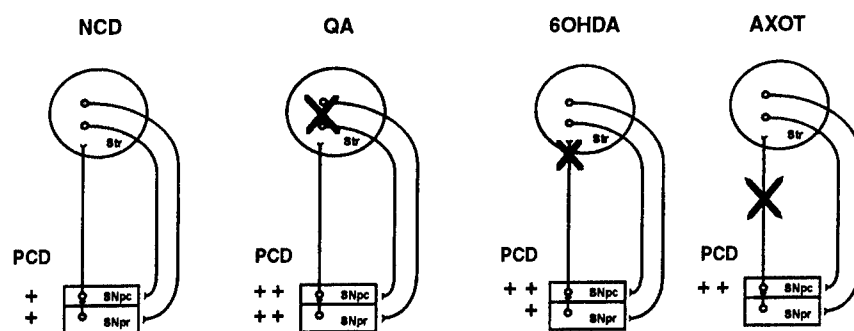 NCD QA 6OHDA AXOT
Str Str Str Str
PCD PCD PCD PCD
+ SNpc ++ SNpc ++ SNpc ++ SNpc
+ SNpr ++ SNpr + SNpr SNpr